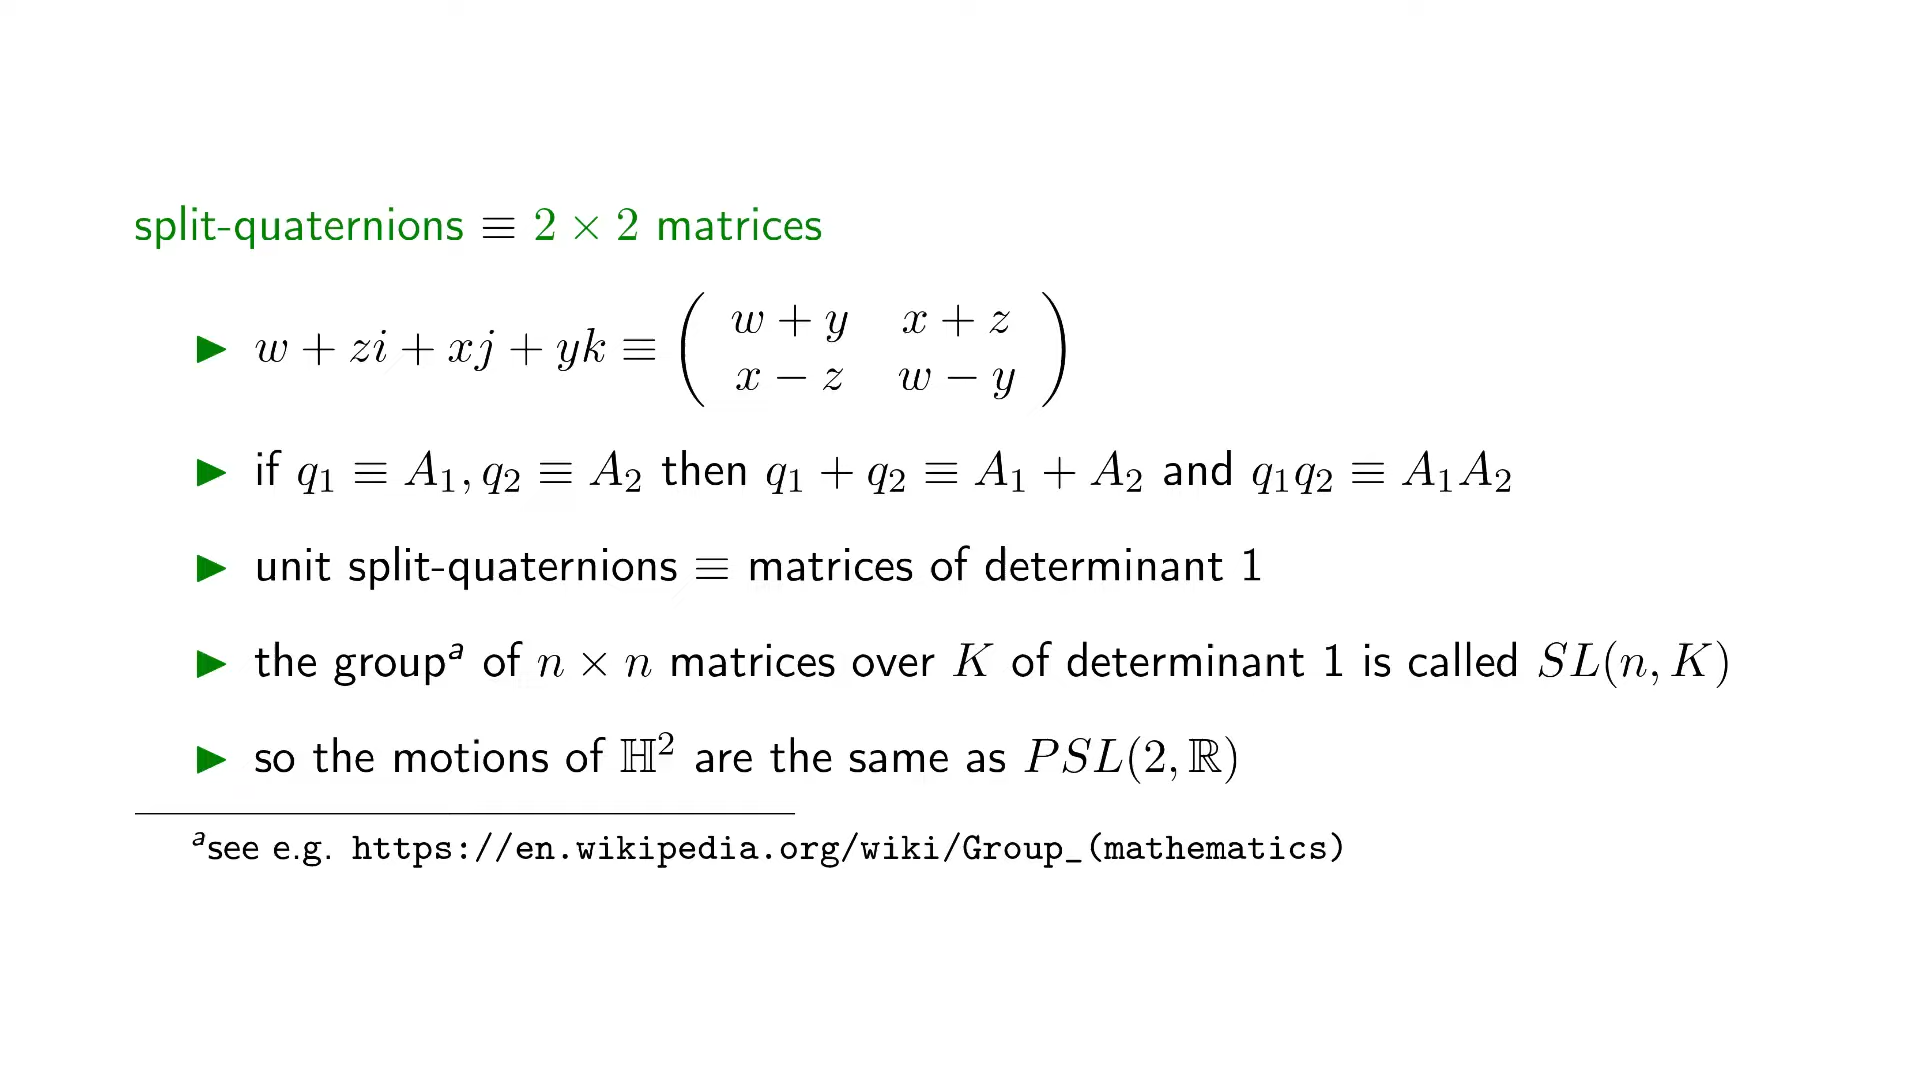 split-quaternions ≡ 2 × 2 matrices
▶ w + zi + xj + yk ≡ ( w + y   x + z
x − z   w − y )
▶ if q₁ ≡ A₁, q₂ ≡ A₂ then q₁ + q₂ ≡ A₁ + A₂ and q₁q₂ ≡ A₁A₂
▶ unit split-quaternions ≡ matrices of determinant 1
▶ the groupᵃ of n × n matrices over K of determinant 1 is called SL(n, K)
▶ so the motions of ℍ² are the same as PSL(2, ℝ)
ᵃsee e.g. https://en.wikipedia.org/wiki/Group_(mathematics)